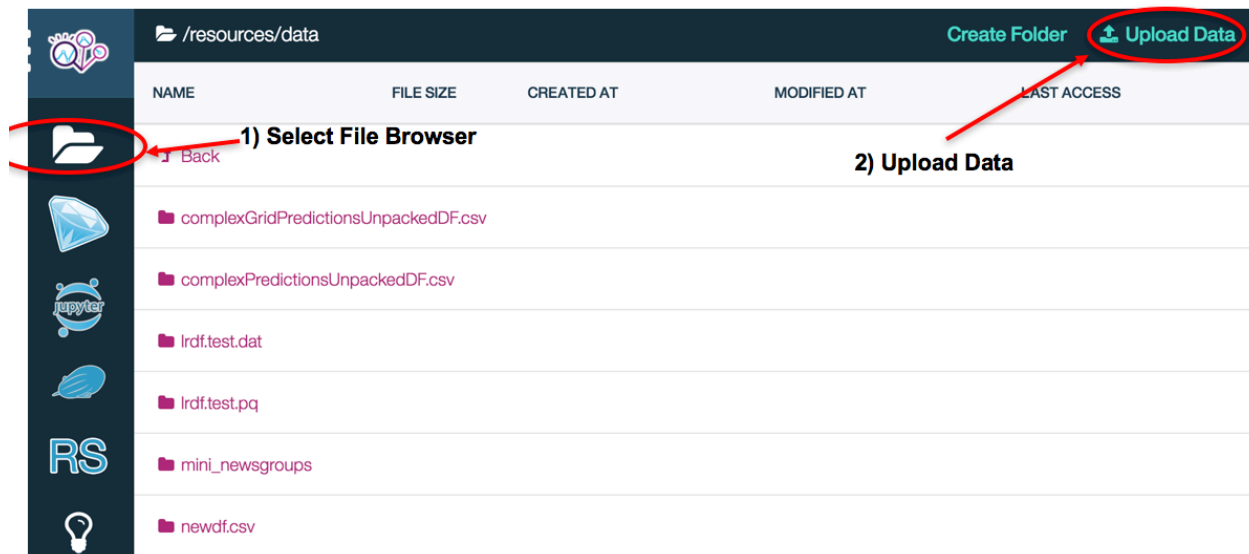 /resources/data
Create Folder
Upload Data
NAME FILE SIZE CREATED AT MODIFIED AT LAST ACCESS
1) Select File Browser
Back
2) Upload Data
complexGridPredictionsUnpackedDF.csv
complexPredictionsUnpackedDF.csv
jupyter
lrdf.test.dat
lrdf.test.pq
RS
mini_newsgroups
newdf.csv